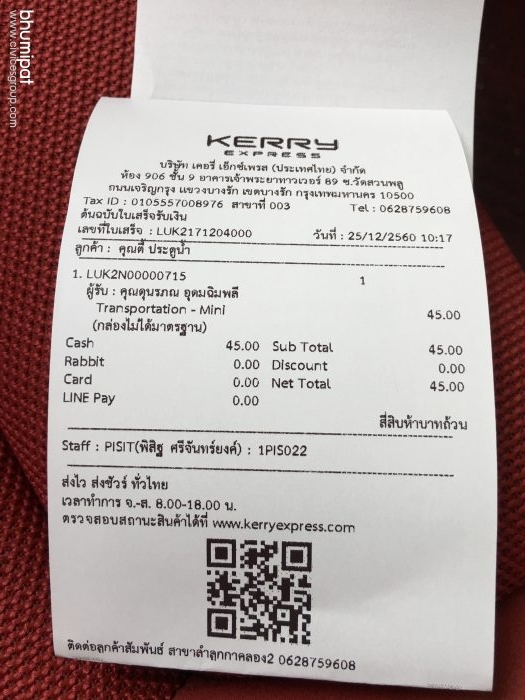 bhumipat
www.divibesgroup.com
KERRY
EXPRESS
บริษัท เคอรี่ เอ็กซ์เพรส (ประเทศไทย) จำกัด
ห้อง 906 ชั้น 9 อาคารเจ้าพระยาทาวเวอร์ 89 ซ.วัดสวนพลู
ถนนเจริญกรุง แขวงบางรัก เขตบางรัก กรุงเทพมหานคร 10500
Tax ID : 0105557008976 สาขาที่ 003 Tel : 0628759608
ต้นฉบับใบเสร็จรับเงิน
เลขที่ใบเสร็จ : LUK2171204000 วันที่ : 25/12/2560 10:17
ลูกค้า : คุณตี๋ ประตูน้ำ
1. LUK2N00000715 1
ผู้รับ : คุณดุนรภณ อุดมฉิมพลี
Transportation - Mini 45.00
(กล่องไม่ได้มาตรฐาน)
Cash 45.00 Sub Total 45.00
Rabbit 0.00 Discount 0.00
Card 0.00 Net Total 45.00
LINE Pay 0.00
สี่สิบห้าบาทถ้วน
Staff : PISIT(พิสิฐ ศรีจันทร์ยงค์) : 1PIS022
ส่งไว ส่งชัวร์ ทั่วไทย
เวลาทำการ จ.-ส. 8.00-18.00 น.
ตรวจสอบสถานะสินค้าได้ที่ www.kerryexpress.com
ติดต่อลูกค้าสัมพันธ์ สาขาลำลูกกาคลอง2 0628759608